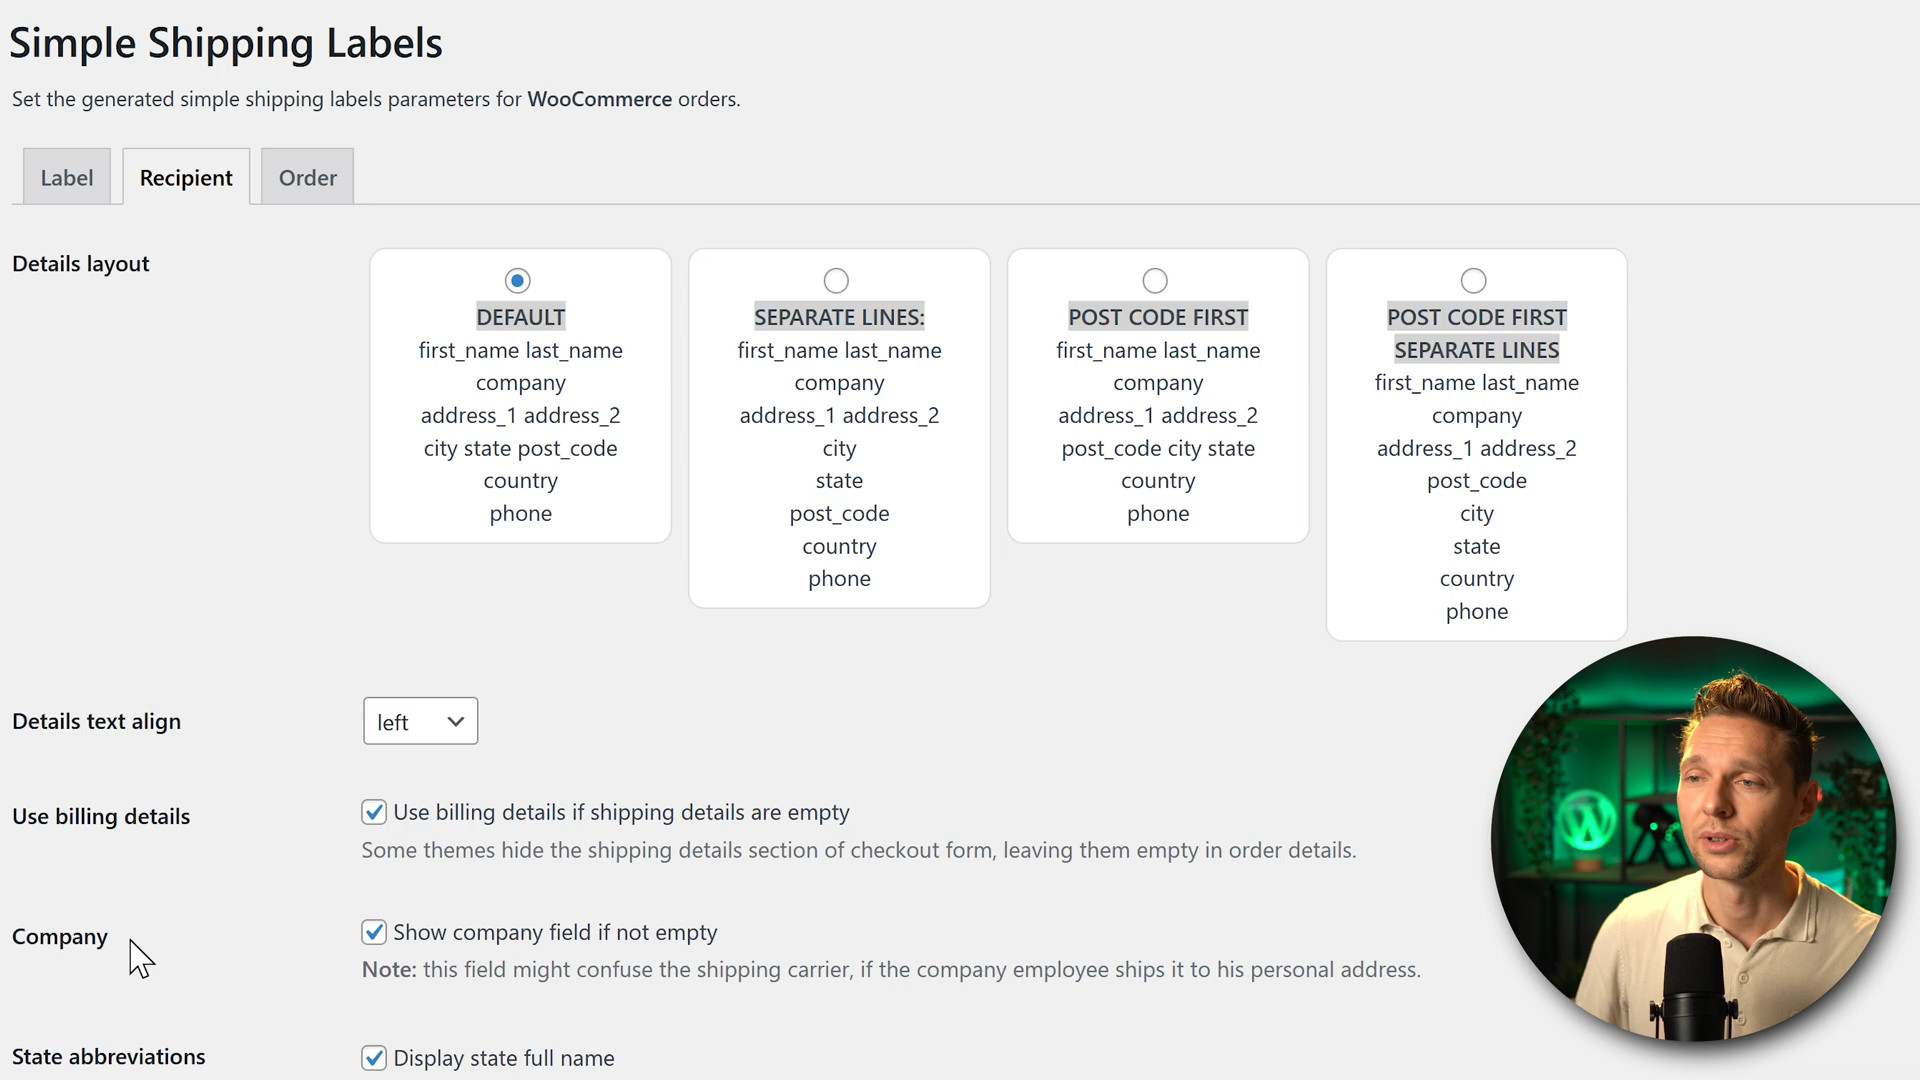 Simple Shipping Labels
Set the generated simple shipping labels parameters for WooCommerce orders.
Label
Recipient
Order
Details layout
DEFAULT
first_name last_name
company
address_1 address_2
city state post_code
country
phone
SEPARATE LINES:
first_name last_name
company
address_1 address_2
city
state
post_code
country
phone
POST CODE FIRST
first_name last_name
company
address_1 address_2
post_code city state
country
phone
POST CODE FIRST
SEPARATE LINES
first_name last_name
company
address_1 address_2
post_code
city
state
country
phone
Details text align
left
Use billing details
Use billing details if shipping details are empty
Some themes hide the shipping details section of checkout form, leaving them empty in order details.
Company
Show company field if not empty
Note: this field might confuse the shipping carrier, if the company employee ships it to his personal address.
State abbreviations
Display state full name